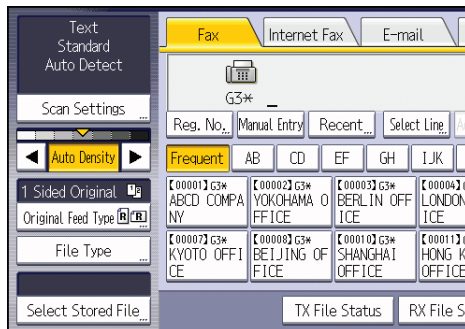 Text
Standard
Auto Detect
Scan Settings
Auto Density
1 Sided Original
Original Feed Type
File Type
Select Stored File
Fax
Internet Fax
E-mail
G3*
Reg. No.
Manual Entry
Recent
Select Line
Frequent
AB
CD
EF
GH
IJK
【00001】G3*
ABCD COMPA
NY
【00002】G3*
YOKOHAMA O
FFICE
【00003】G3*
BERLIN OFF
ICE
【00004】
LONDON
ICE
【00007】G3*
KYOTO OFFI
CE
【00008】G3*
BEIJING OF
FICE
【00010】G3*
SHANGHAI
OFFICE
【00011】
HONG K
OFFICE
TX File Status
RX File S